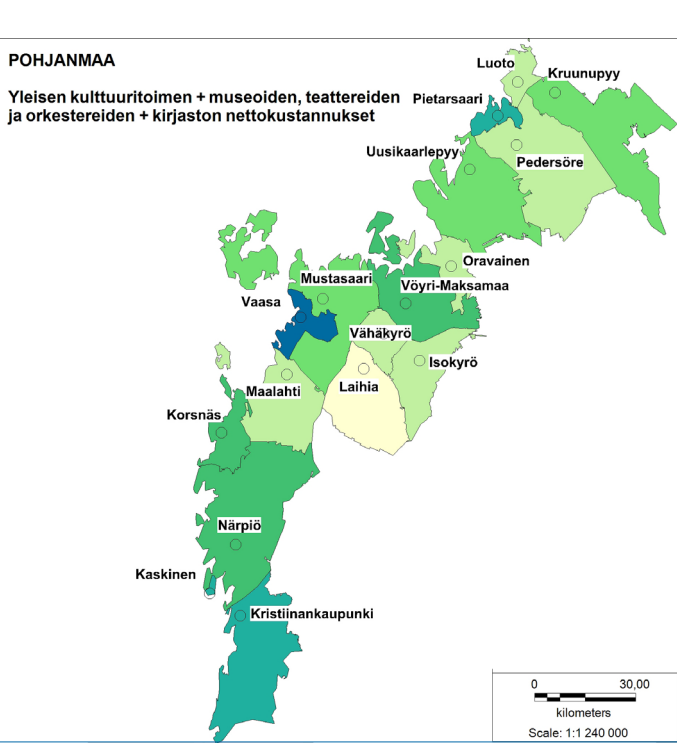 POHJANMAA
Yleisen kulttuuritoimen + museoiden, teattereiden
ja orkestereiden + kirjaston nettokustannukset
Luoto
Kruunupyy
Pietarsaari
Uusikaarlepyy
Pedersöre
Oravainen
Mustasaari
Vöyri-Maksamaa
Vaasa
Vähäkyrö
Isokyrö
Laihia
Maalahti
Korsnäs
Närpiö
Kaskinen
Kristiinankaupunki
0 30,00
kilometers
Scale: 1:1 240 000